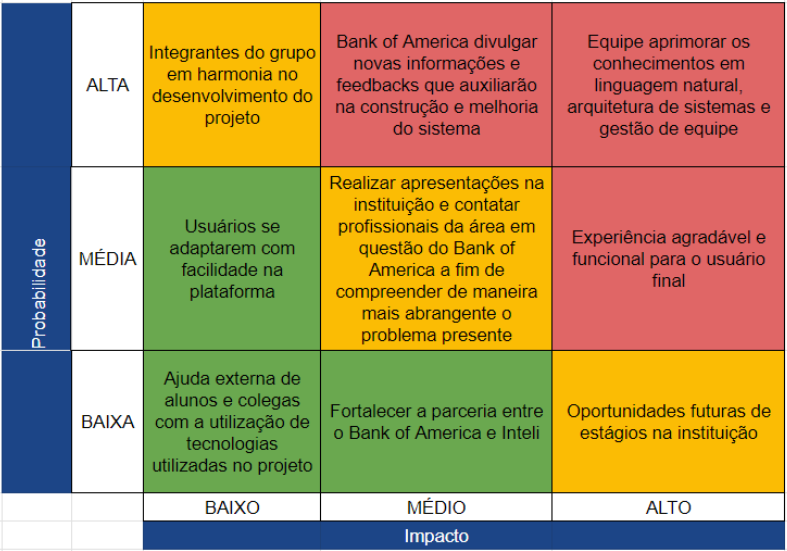 ALTA
Integrantes do grupo
em harmonia no
desenvolvimento do
projeto
Bank of America divulgar
novas informações e
feedbacks que auxiliarão
na construção e melhoria
do sistema
Equipe aprimorar os
conhecimentos em
linguagem natural,
arquitetura de sistemas e
gestão de equipe
Probabilidade
MÉDIA
Usuários se
adaptarem com
facilidade na
plataforma
Realizar apresentações na
instituição e contatar
profissionais da área em
questão do Bank of
America a fim de
compreender de maneira
mais abrangente o
problema presente
Experiência agradável e
funcional para o usuário
final
BAIXA
Ajuda externa de
alunos e colegas
com a utilização de
tecnologias
utilizadas no projeto
Fortalecer a parceria entre
o Bank of America e Inteli
Oportunidades futuras de
estágios na instituição
BAIXO
MÉDIO
ALTO
Impacto